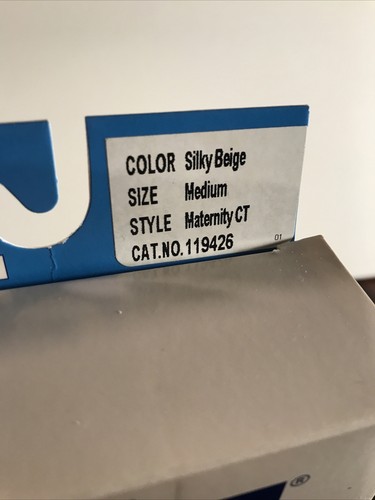 COLOR Silky Beige
SIZE Medium
STYLE Maternity CT
CAT.NO. 119426
01
®